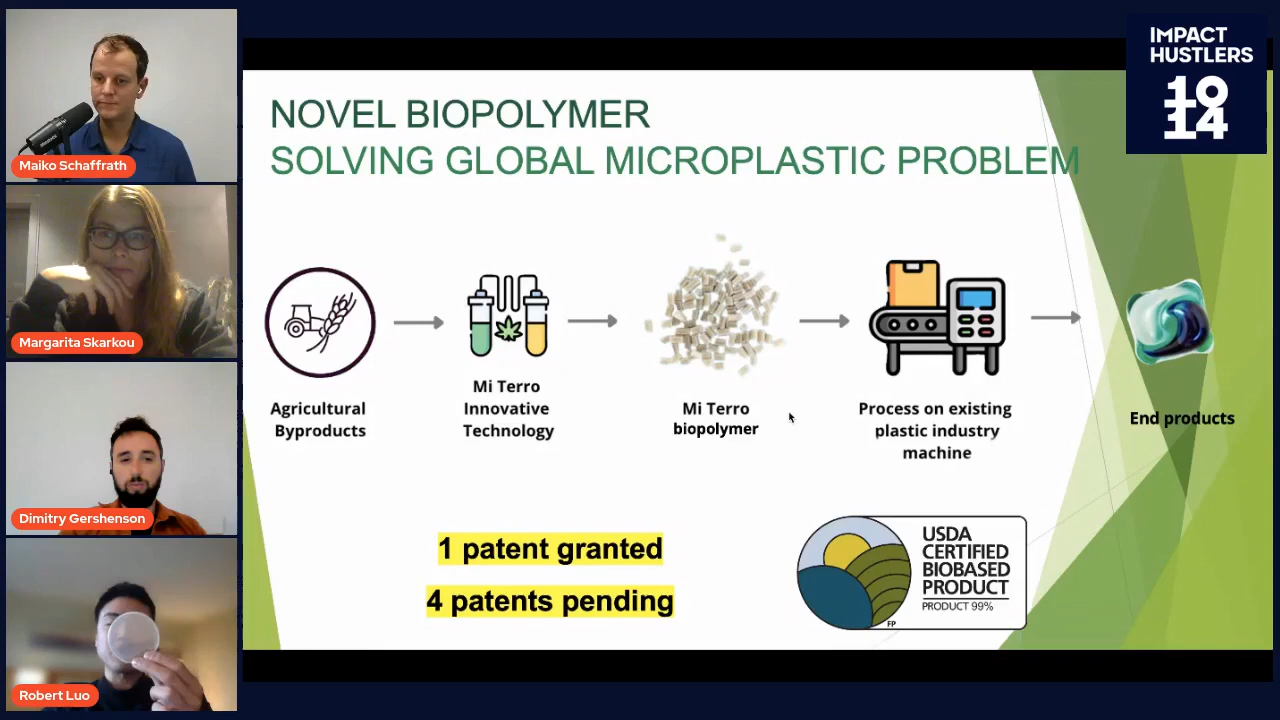 Maiko Schaffrath
Margarita Skarkou
Dimitry Gershenson
Robert Luo
IMPACT
HUSTLERS
10
14
NOVEL BIOPOLYMER
SOLVING GLOBAL MICROPLASTIC PROBLEM
Agricultural
Byproducts
Mi Terro
Innovative
Technology
Mi Terro
biopolymer
Process on existing
plastic industry
machine
End products
1 patent granted
4 patents pending
USDA
CERTIFIED
BIOBASED
PRODUCT
PRODUCT 99%
FP